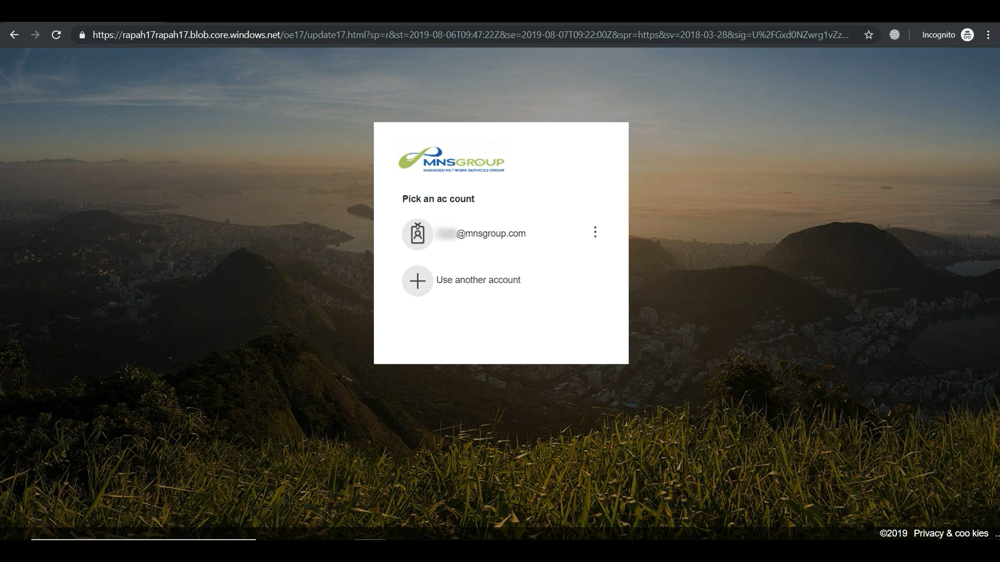 https://rapah17rapah17.blob.core.windows.net/oe17/update17.html?sp=r&st=2019-08-06T09:47:22Z&se=2019-08-07T09:22:00Z&spr=https&sv=2018-03-28&sig=U%2FGxd0NZwrg1vZz...
Incognito
MNSGROUP
MANAGED NETWORK SERVICES GROUP
Pick an ac count
@mnsgroup.com
Use another account
©2019 Privacy & coo kies ..